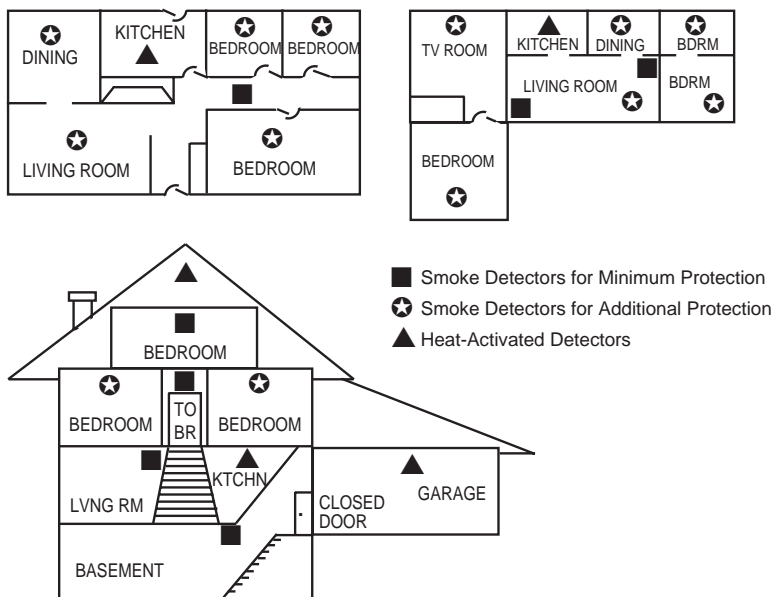 KITCHEN
DINING
BEDROOM
BEDROOM
LIVING ROOM
BEDROOM
TV ROOM
KITCHEN
DINING
BDRM
LIVING ROOM
BDRM
BEDROOM
Smoke Detectors for Minimum Protection
Smoke Detectors for Additional Protection
Heat-Activated Detectors
BEDROOM
BEDROOM
TO
BR
BEDROOM
LVNG RM
KTCHN
CLOSED
DOOR
GARAGE
BASEMENT